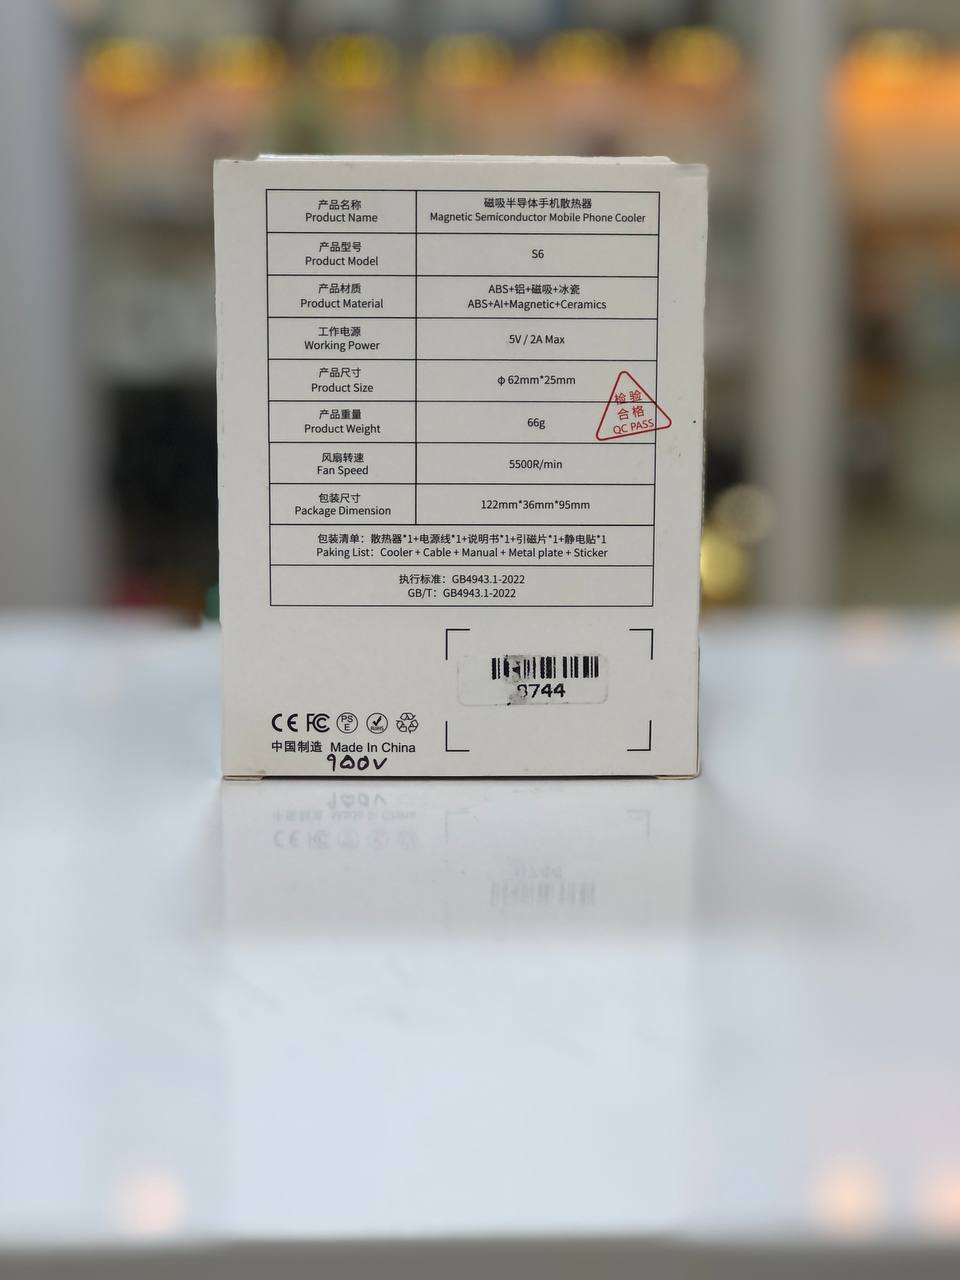 产品名称
Product Name
磁吸半导体手机散热器
Magnetic Semiconductor Mobile Phone Cooler
产品型号
Product Model
S6
产品材质
Product Material
ABS+铝+磁吸+冰瓷
ABS+AI+Magnetic+Ceramics
工作电源
Working Power
5V / 2A Max
产品尺寸
Product Size
ф 62mm*25mm
产品重量
Product Weight
66g
检验
合格
QC PASS
风扇转速
Fan Speed
5500R/min
包装尺寸
Package Dimension
122mm*36mm*95mm
包装清单：散热器*1+电源线*1+说明书*1+引磁片*1+静电贴*1
Paking List：Cooler + Cable + Manual + Metal plate + Sticker
执行标准：GB4943.1-2022
GB/T：GB4943.1-2022
744
CE FC PS E
中国制造 Made In China